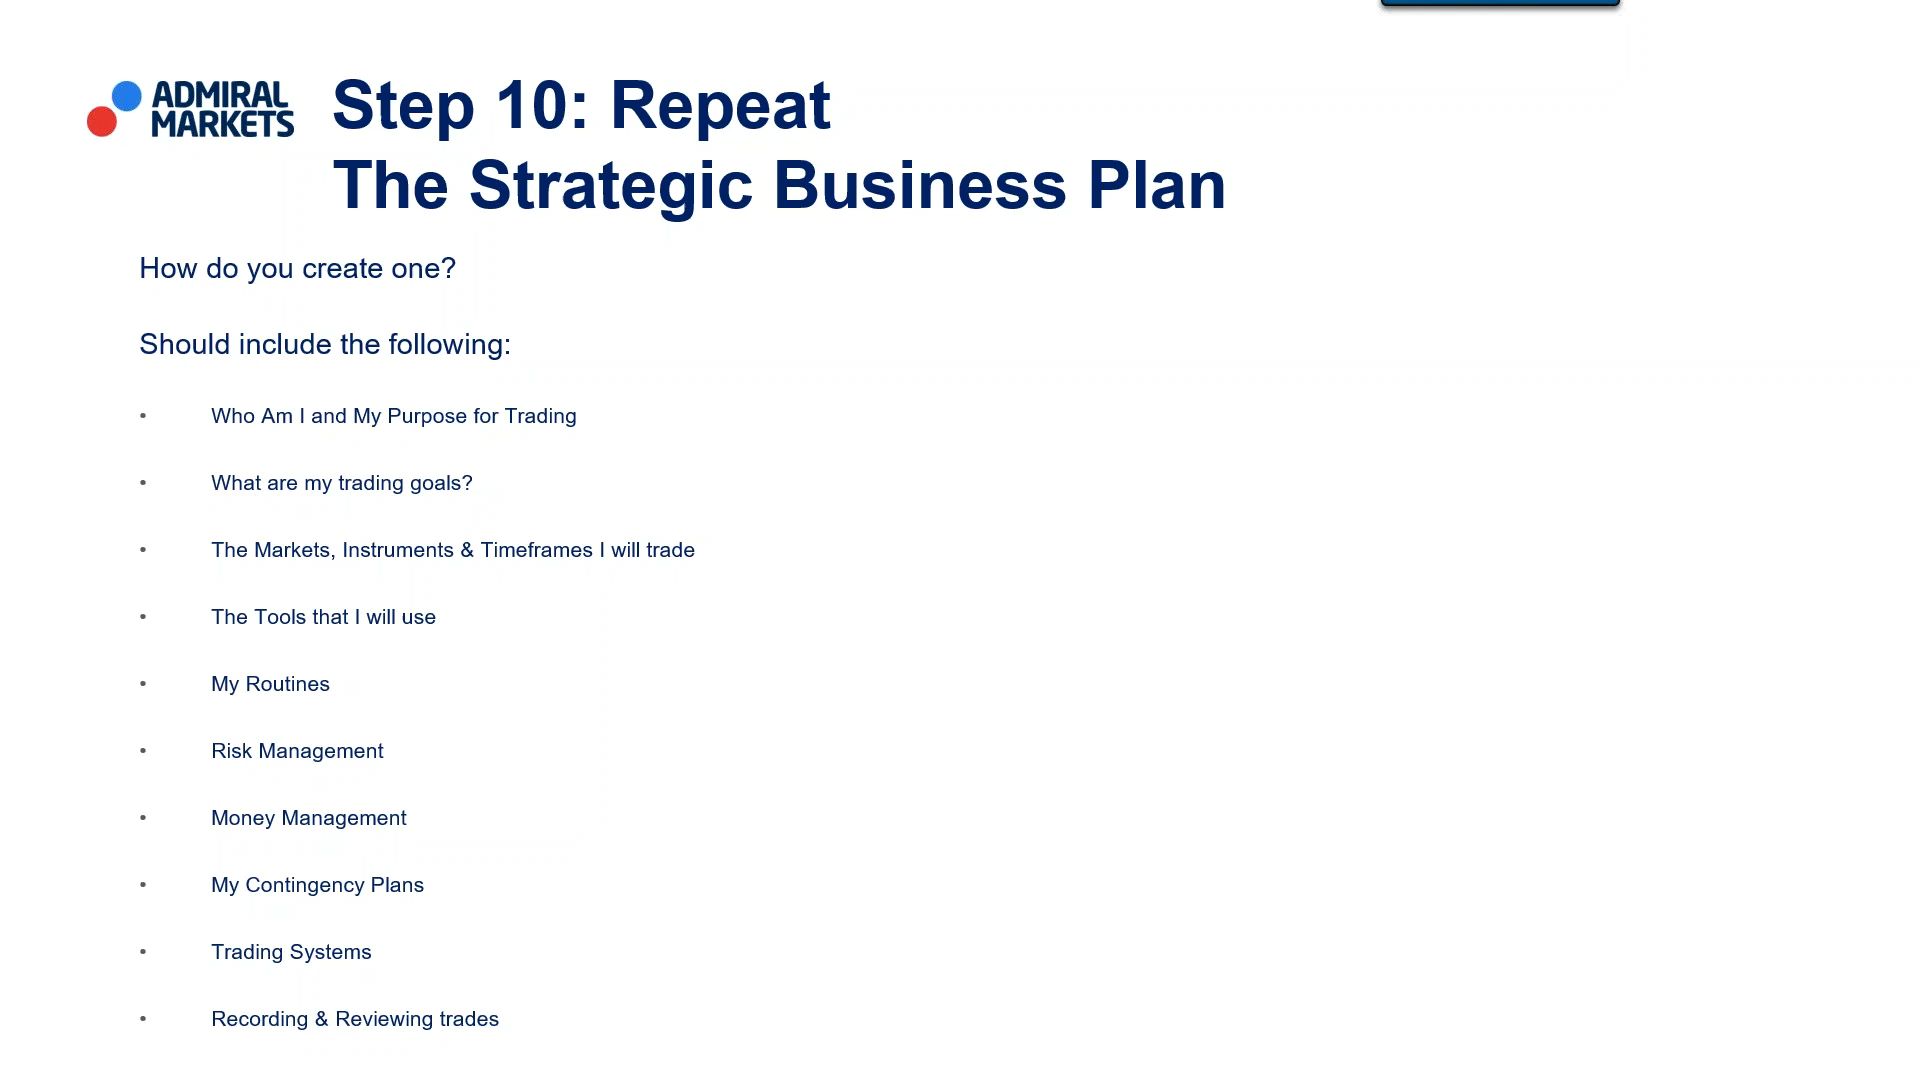 ADMIRAL
MARKETS
Step 10: Repeat
The Strategic Business Plan
How do you create one?
Should include the following:
• Who Am I and My Purpose for Trading
• What are my trading goals?
• The Markets, Instruments & Timeframes I will trade
• The Tools that I will use
• My Routines
• Risk Management
• Money Management
• My Contingency Plans
• Trading Systems
• Recording & Reviewing trades